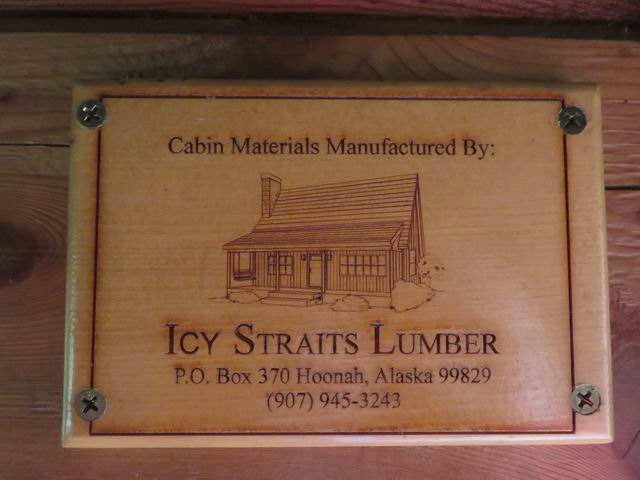 Cabin Materials Manufactured By:
ICY STRAITS LUMBER
P.O. Box 370 Hoonah, Alaska 99829
(907) 945-3243